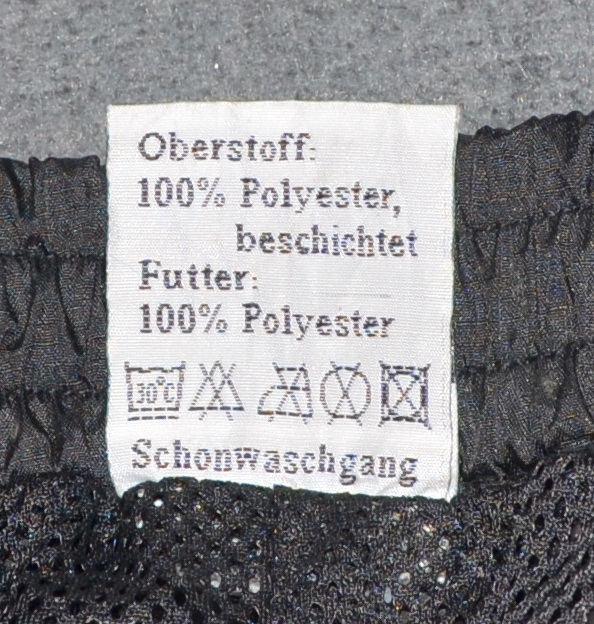 Oberstoff:
100% Polyester,
beschichtet
Futter:
100% Polyester
30°C
Schonwaschgang